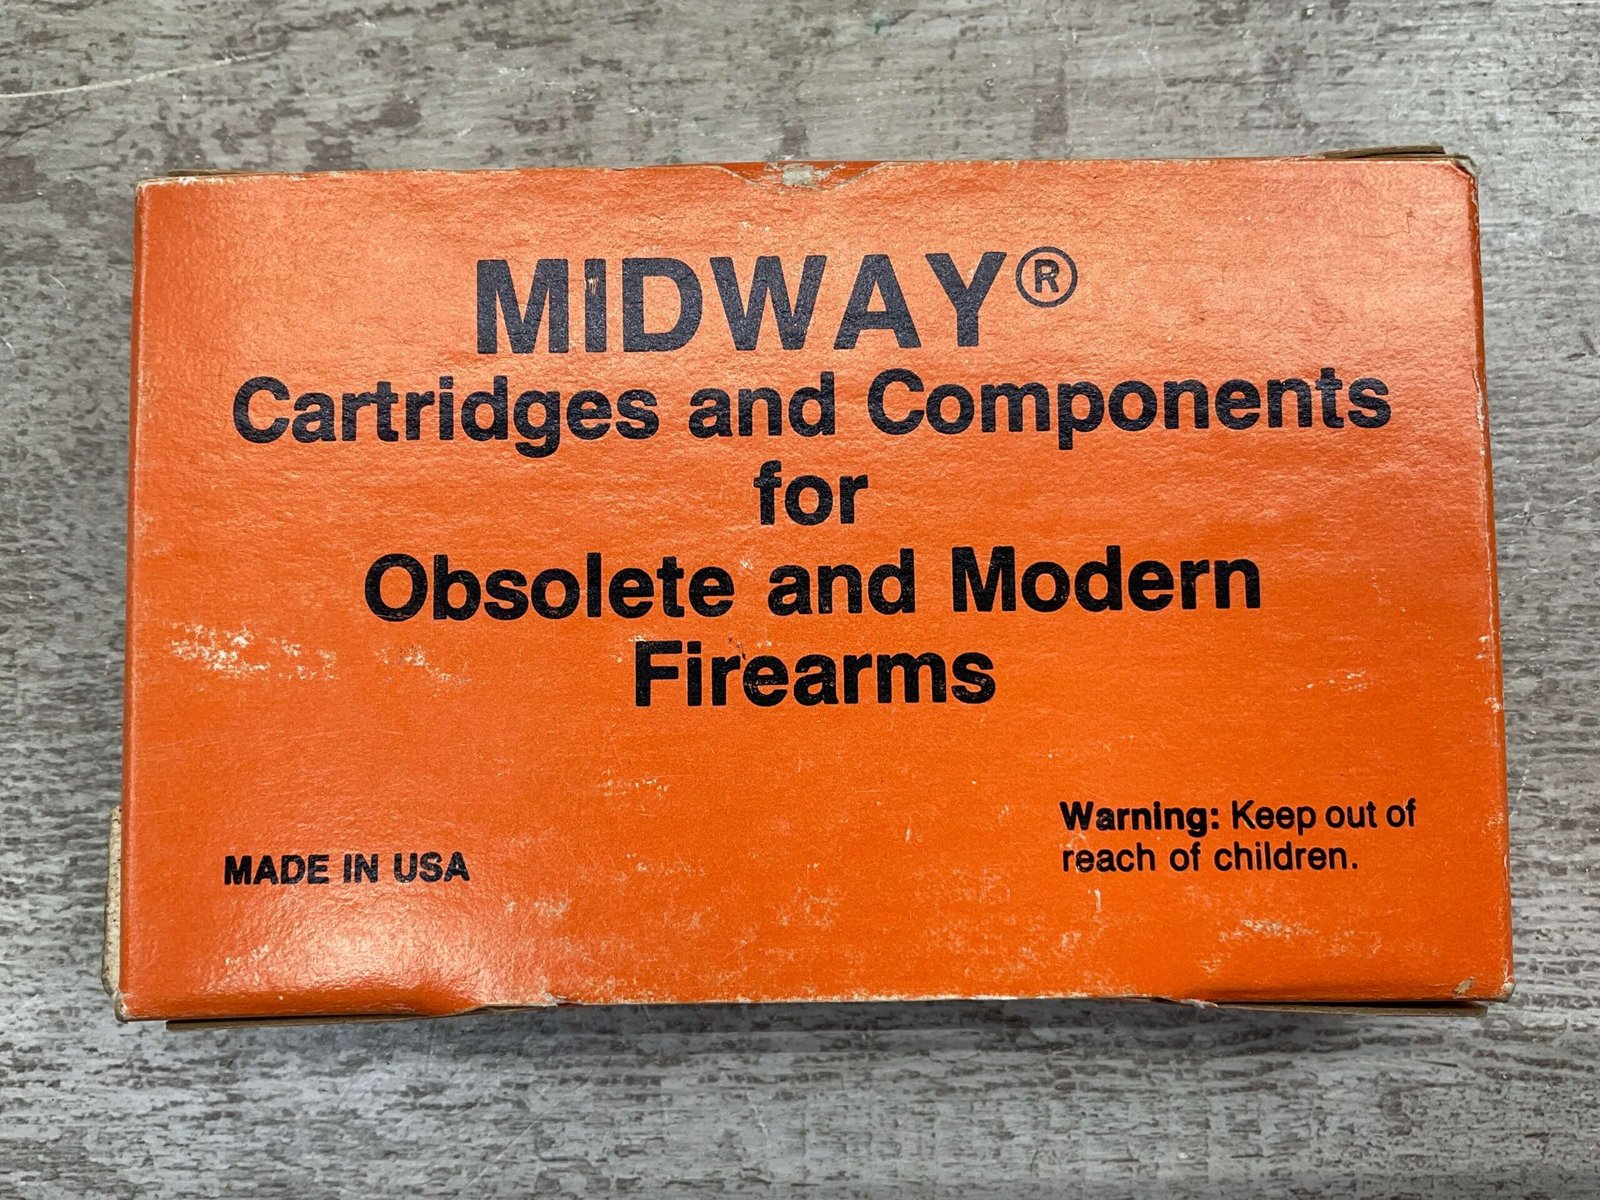 MIDWAY®
Cartridges and Components
for
Obsolete and Modern
Firearms
Warning: Keep out of
reach of children.
MADE IN USA